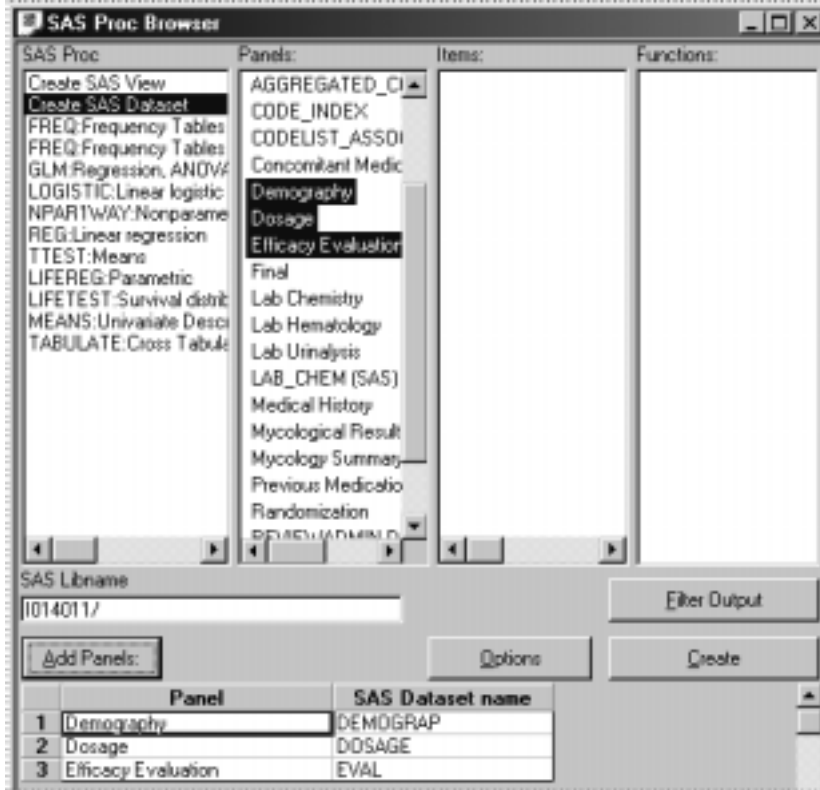 SAS Proc Browser
SAS Proc
Create SAS View
Create SAS Dataset
FREQ:Frequency Tables
FREQ:Frequency Tables
GLM:Regression, ANOVA
LOGISTIC:Linear logistic
NPAR1WAY:Nonparame
REG:Linear regression
TTEST:Means
LIFEREG:Parametric
LIFETEST:Survival distrib
MEANS:Univariate Descr
TABULATE:Cross Tabula
Panels:
AGGREGATED_C
CODE_INDEX
CODELIST_ASSO
Concomitant Medic
Demography
Dosage
Efficacy Evaluation
Final
Lab Chemistry
Lab Hematology
Lab Urinalysis
LAB_CHEM (SAS)
Medical History
Mycological Result
Mycology Summary
Previous Medicatio
Randomization
Items:
Functions:
SAS Libname
I014011/
Filter Output
Add Panels:
Options
Create
Panel SAS Dataset name
1 Demography DEMOGRAP
2 Dosage DOSAGE
3 Efficacy Evaluation EVAL